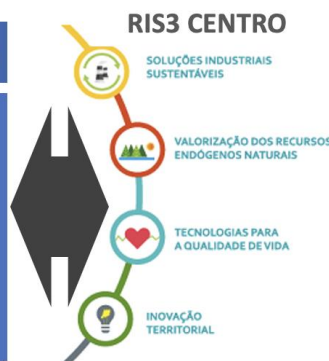 RIS3 CENTRO
SOLUÇÕES INDUSTRIAIS
SUSTENTÁVEIS
VALORIZAÇÃO DOS RECURSOS
ENDÓGENOS NATURAIS
TECNOLOGIAS PARA
A QUALIDADE DE VIDA
INOVAÇÃO
TERRITORIAL